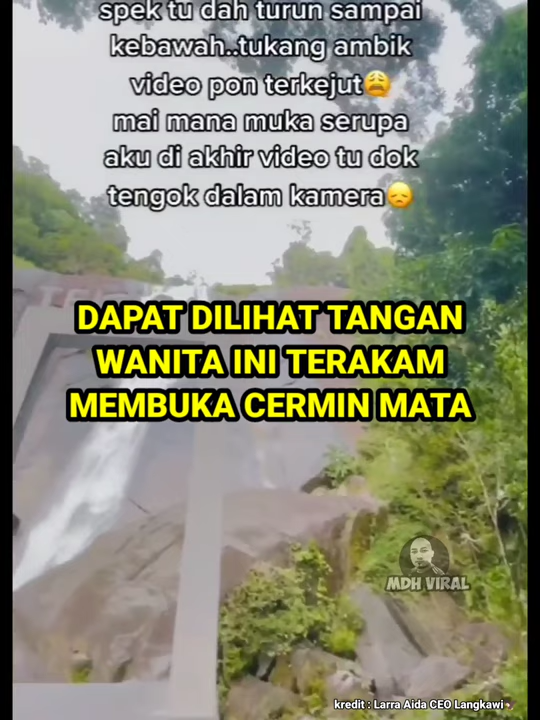 spek tu dah turun sampai
kebawah..tukang ambik
video pon terkejut😩
mai mana muka serupa
aku di akhir video tu dok
tengok dalam kamera😞
DAPAT DILIHAT TANGAN
WANITA INI TERAKAM
MEMBUKA CERMIN MATA
MDH VIRAL
kredit : Larra Aida CEO Langkawi